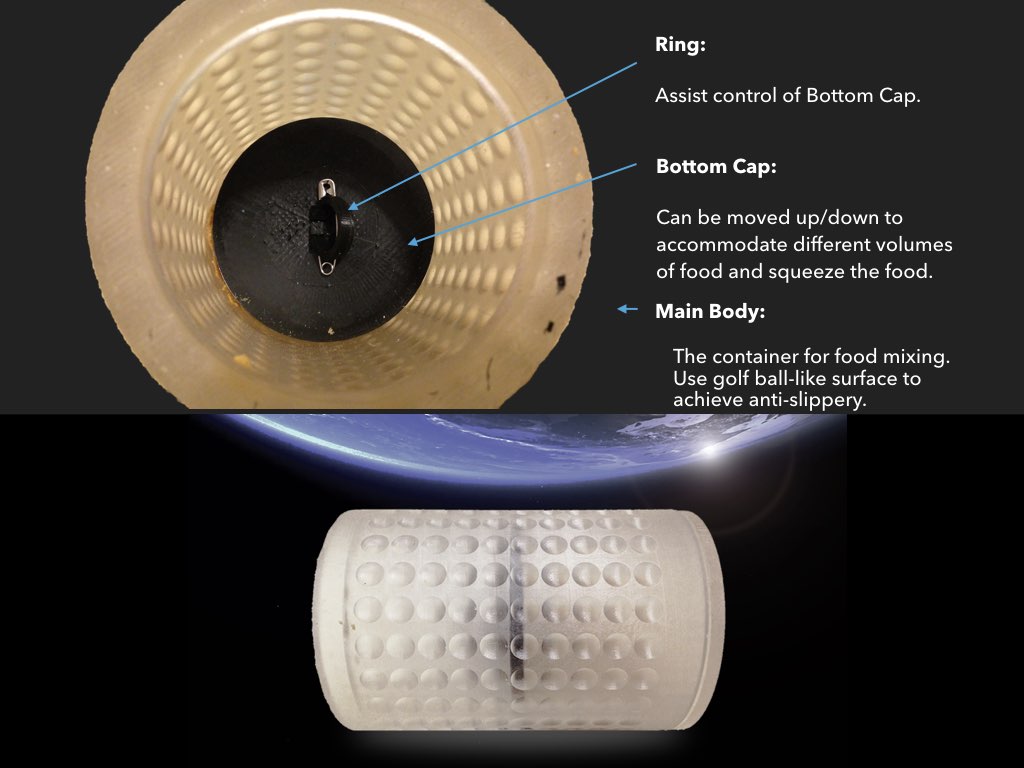 Ring:
Assist control of Bottom Cap.
Bottom Cap:
Can be moved up/down to
accommodate different volumes
of food and squeeze the food.
Main Body:
The container for food mixing.
Use golf ball-like surface to
achieve anti-slippery.